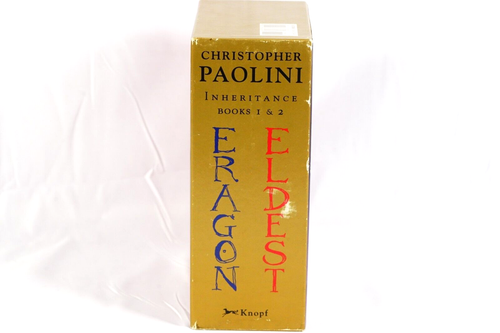 CHRISTOPHER
PAOLINI
INHERITANCE
BOOKS 1 & 2
ERAGON
ELDEST
Knopf